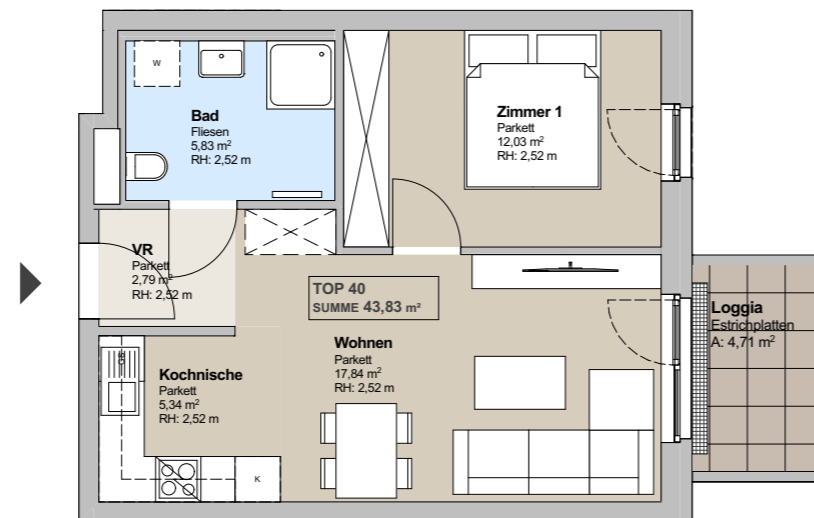 W
Bad
Fliesen
5,83 m²
RH: 2,52 m
Zimmer 1
Parkett
12,03 m²
RH: 2,52 m
VR
Parkett
2,79 m²
RH: 2,52 m
TOP 40
SUMME 43,83 m²
Loggia
Estrichplatten
A: 4,71 m²
Wohnen
Parkett
17,84 m²
RH: 2,52 m
Kochnische
Parkett
5,34 m²
RH: 2,52 m
GS
K